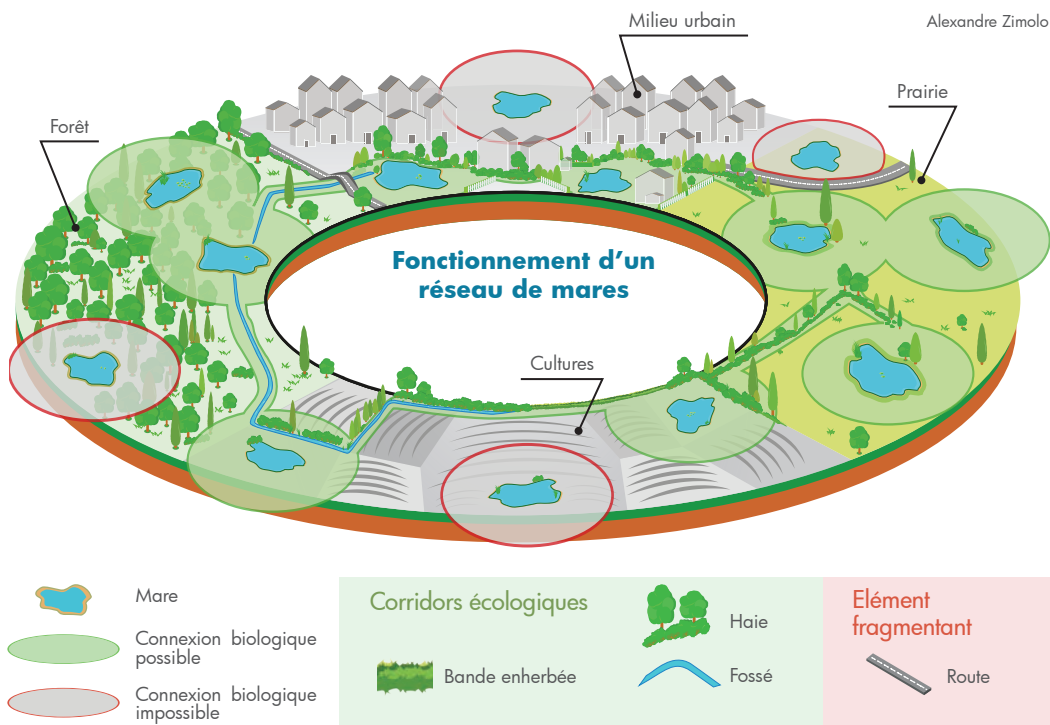 Milieu urbain
Alexandre Zimolo
Prairie
Forêt
Fonctionnement d’un
réseau de mares
Cultures
Mare
Connexion biologique
possible
Connexion biologique
impossible
Corridors écologiques
Haie
Bande enherbée
Fossé
Elément
fragmentant
Route